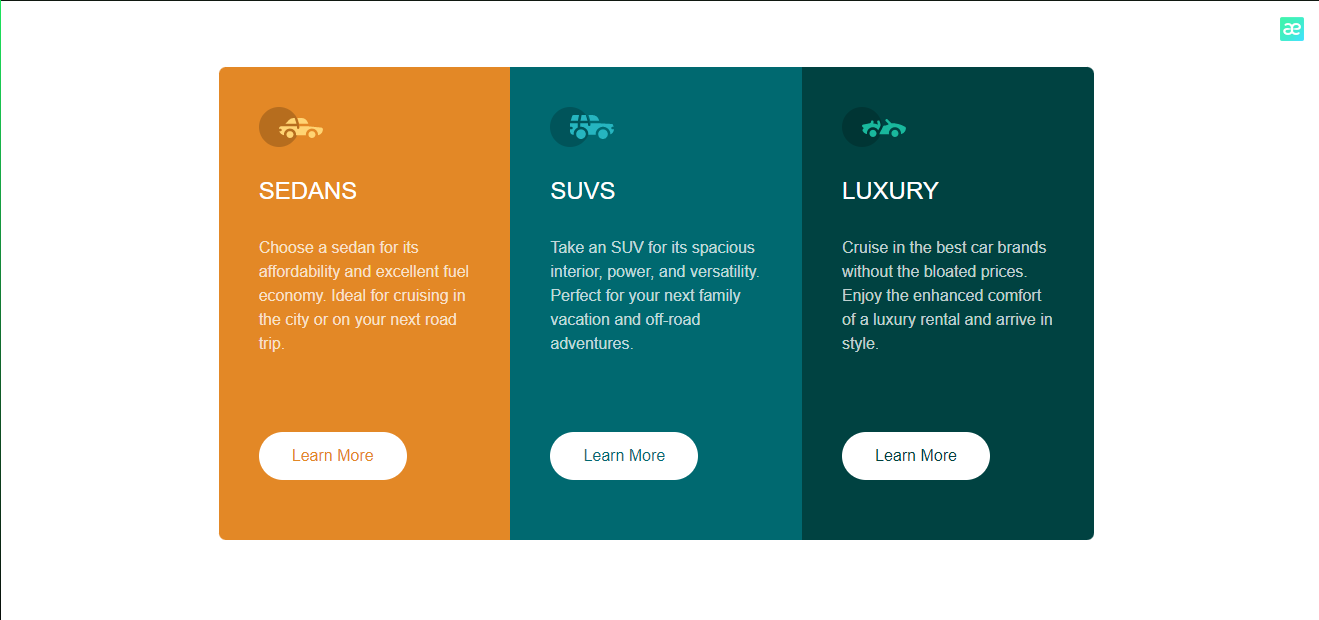 æ
SEDANS
Choose a sedan for its
affordability and excellent fuel
economy. Ideal for cruising in
the city or on your next road
trip.
Learn More
SUVS
Take an SUV for its spacious
interior, power, and versatility.
Perfect for your next family
vacation and off-road
adventures.
Learn More
LUXURY
Cruise in the best car brands
without the bloated prices.
Enjoy the enhanced comfort
of a luxury rental and arrive in
style.
Learn More